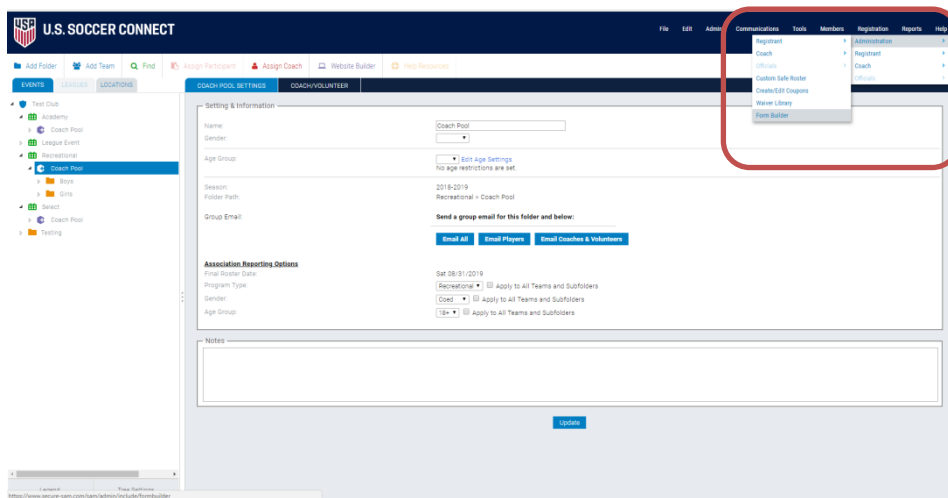 USA
U.S. SOCCER CONNECT
File Edit Admin Communications Tools Members Registration Reports Help
Registrant
Coach
Officials
Custom Safe Roster
Create/Edit Coupons
Waiver Library
Form Builder
Administration
Registrant
Coach
Officials
Add Folder Add Team Find Assign Participant Assign Coach Website Builder Help Resources
EVENTS LEAGUES LOCATIONS
Test Club
Academy
Coach Pool
League Event
Recreational
Coach Pool
Boys
Girls
Select
Coach Pool
Testing
COACH POOL SETTINGS COACH/VOLUNTEER
Setting & Information
Name: Coach Pool
Gender:
Age Group: Edit Age Settings
No age restrictions are set.
Season: 2018-2019
Folder Path: Recreational > Coach Pool
Group Email: Send a group email for this folder and below:
Email All Email Players Email Coaches & Volunteers
Association Reporting Options
Final Roster Date: Sat 08/31/2019
Program Type: Recreational Apply to All Teams and Subfolders
Gender: Coed Apply to All Teams and Subfolders
Age Group: 18+ Apply to All Teams and Subfolders
Notes
Update
Legend Tree Settings
https://www.secure-sam.com/sam/admin/include/formbuilder